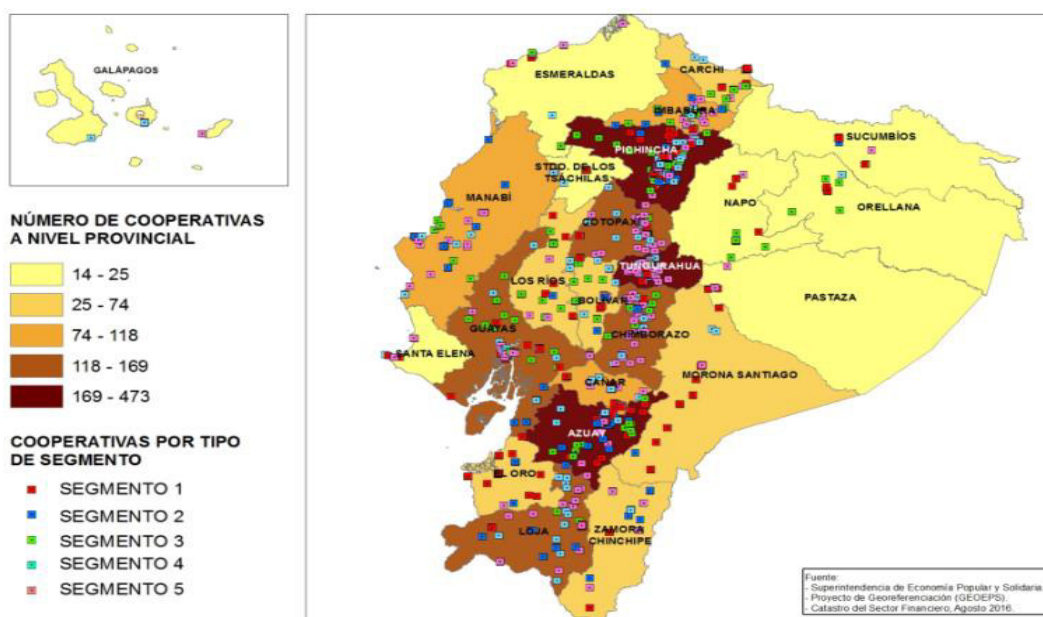 GALÁPAGOS
ESMERALDAS
CARCHI
IMBABURA
SUCUMBÍOS
PICHINCHA
STDO. DE LOS
TSÁCHILAS
NAPO
ORELLANA
MANABÍ
COTOPAXI
TUNGURAHUA
LOS RÍOS
BOLÍVAR
PASTAZA
GUAYAS
CHIMBORAZO
SANTA ELENA
MORONA SANTIAGO
CAÑAR
AZUAY
EL ORO
LOJA
ZAMORA
CHINCHIPE
NÚMERO DE COOPERATIVAS
A NIVEL PROVINCIAL
14 - 25
25 - 74
74 - 118
118 - 169
169 - 473
COOPERATIVAS POR TIPO
DE SEGMENTO
SEGMENTO 1
SEGMENTO 2
SEGMENTO 3
SEGMENTO 4
SEGMENTO 5
Fuente:
- Superintendencia de Economía Popular y Solidaria.
- Proyecto de Georeferenciación (GEOEPS).
- Catastro del Sector Financiero, Agosto 2016.